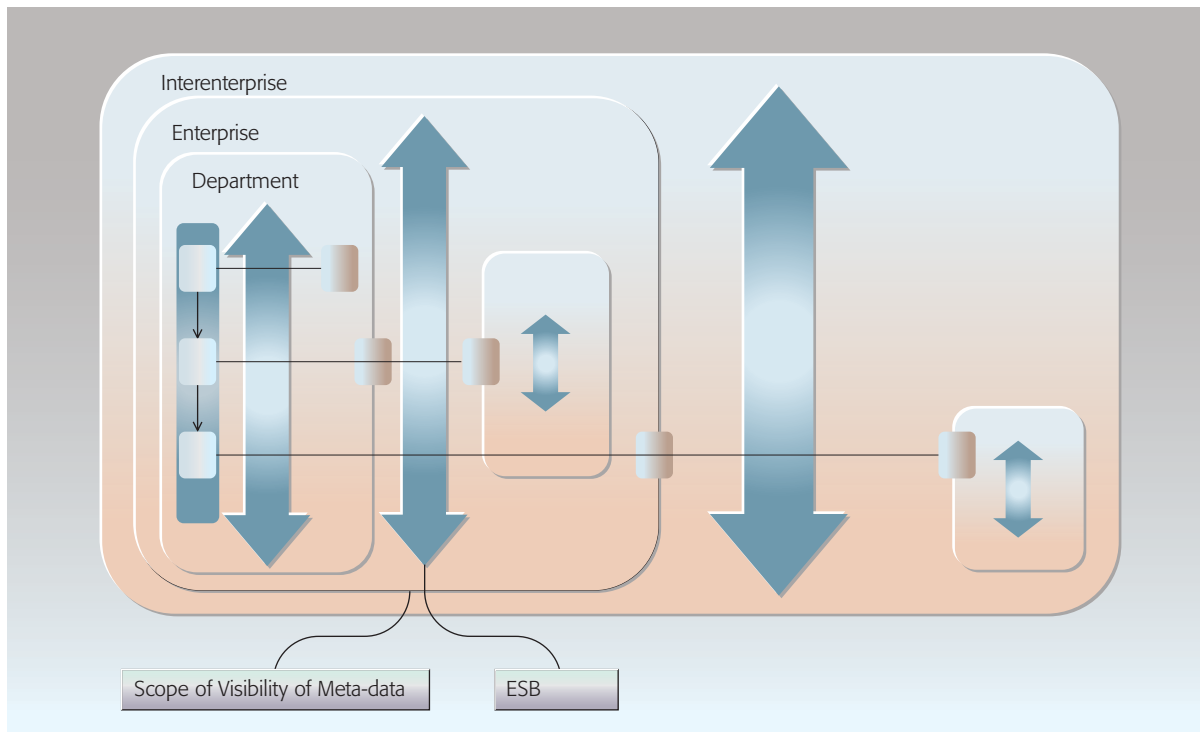 Interenterprise
Enterprise
Department
Scope of Visibility of Meta-data
ESB